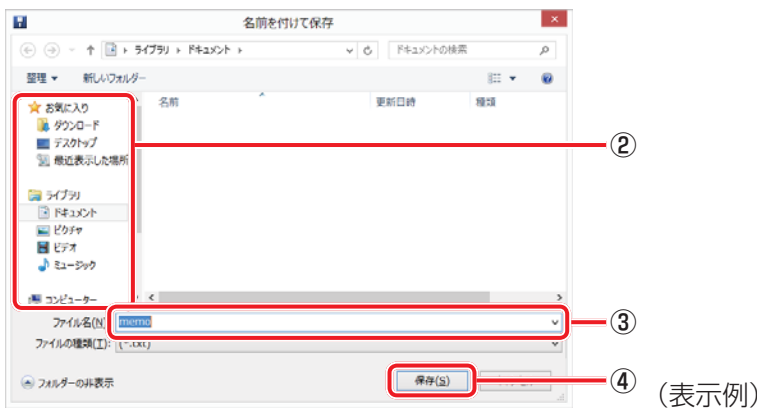 名前を付けて保存
ライブラリ ドキュメント ドキュメントの検索
整理 新しいフォルダー
名前 更新日時 種類
お気に入り
ダウンロード
デスクトップ
最近表示した場所
②
ライブラリ
ドキュメント
ピクチャ
ビデオ
ミュージック
コンピューター
ファイル名(N) memo ③
ファイルの種類(T): (*.txt)
フォルダーの非表示 保存(S) ④ (表示例)